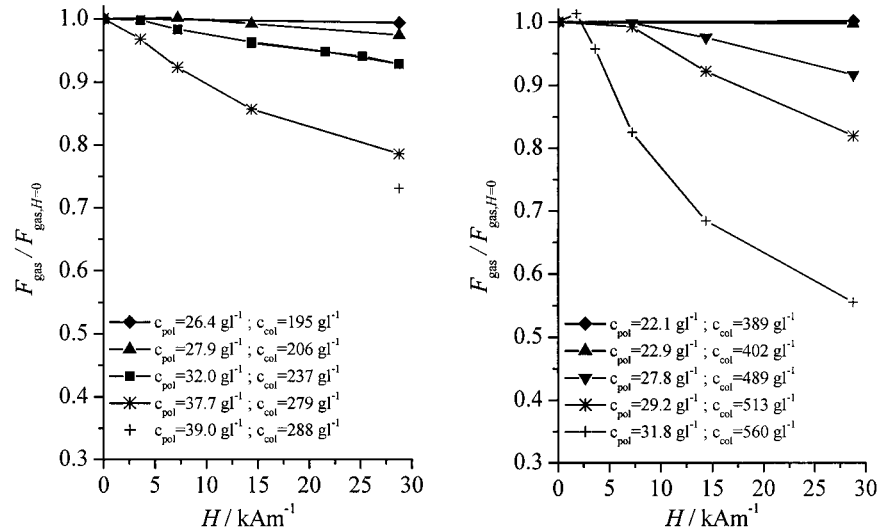 1.0
0.9
0.8
0.7
0.6
0.5
0.4
0.3
F_gas / F_gas,H=0
c_pol=26.4 gl⁻¹ ; c_col=195 gl⁻¹
c_pol=27.9 gl⁻¹ ; c_col=206 gl⁻¹
c_pol=32.0 gl⁻¹ ; c_col=237 gl⁻¹
c_pol=37.7 gl⁻¹ ; c_col=279 gl⁻¹
c_pol=39.0 gl⁻¹ ; c_col=288 gl⁻¹
0 5 10 15 20 25 30
H / kAm⁻¹
1.0
0.9
0.8
0.7
0.6
0.5
0.4
0.3
F_gas / F_gas,H=0
c_pol=22.1 gl⁻¹ ; c_col=389 gl⁻¹
c_pol=22.9 gl⁻¹ ; c_col=402 gl⁻¹
c_pol=27.8 gl⁻¹ ; c_col=489 gl⁻¹
c_pol=29.2 gl⁻¹ ; c_col=513 gl⁻¹
c_pol=31.8 gl⁻¹ ; c_col=560 gl⁻¹
0 5 10 15 20 25 30
H / kAm⁻¹